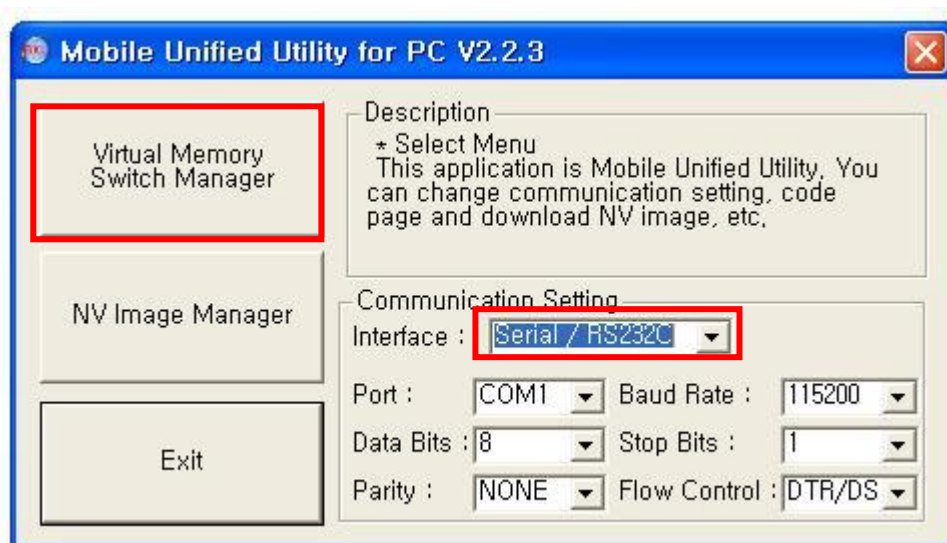 Mobile Unified Utility for PC V2.2.3
Virtual Memory
Switch Manager
NV Image Manager
Exit
Description
* Select Menu
This application is Mobile Unified Utility, You
can change communication setting, code
page and download NV image, etc,
Communication Setting
Interface : Serial / RS232C
Port : COM1 Baud Rate : 115200
Data Bits : 8 Stop Bits : 1
Parity : NONE Flow Control : DTR/DS